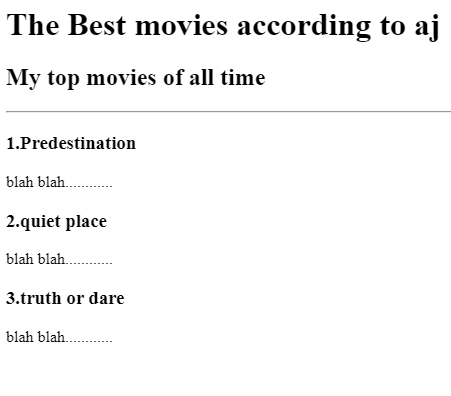 The Best movies according to aj
My top movies of all time
1.Predestination
blah blah............
2.quiet place
blah blah............
3.truth or dare
blah blah............